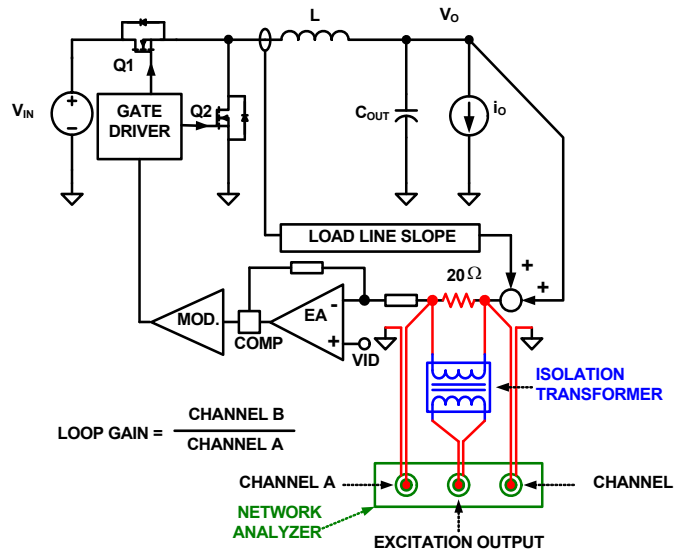 L
V_O
Q1
V_IN
GATE
DRIVER
Q2
C_OUT
i_O
LOAD LINE SLOPE
20 Ω
MOD.
COMP
EA
VID
ISOLATION
TRANSFORMER
LOOP GAIN =
CHANNEL B
CHANNEL A
CHANNEL A
CHANNEL
NETWORK
ANALYZER
EXCITATION OUTPUT